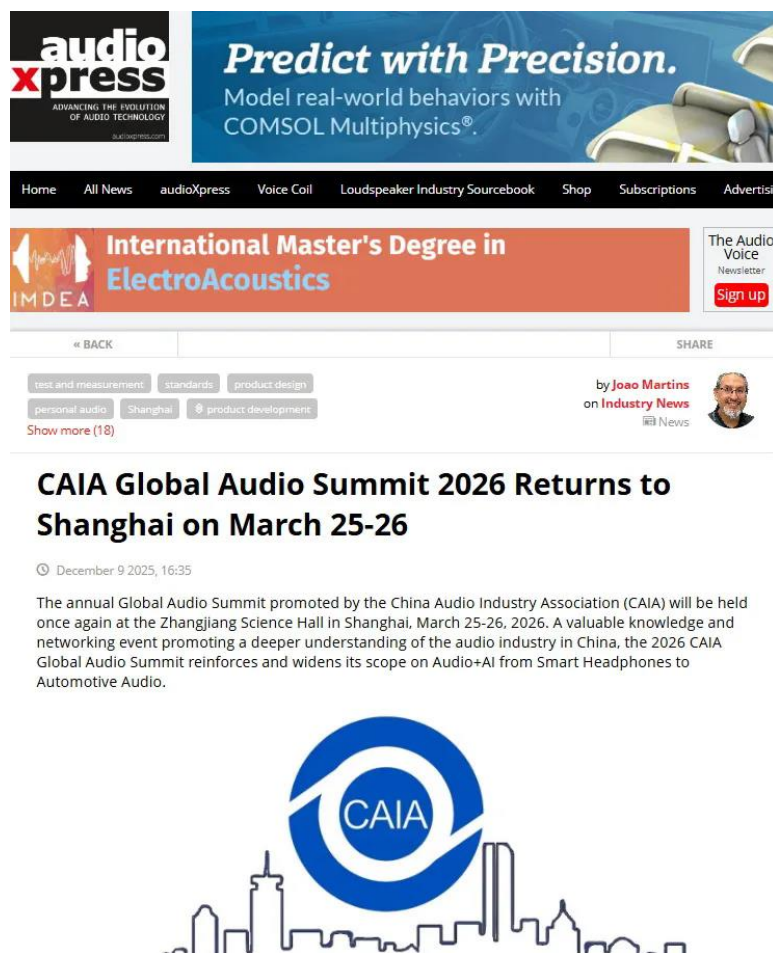 audio
xpress
ADVANCING THE EVOLUTION
OF AUDIO TECHNOLOGY
audioxpress.com
Predict with Precision.
Model real-world behaviors with
COMSOL Multiphysics®.
Home All News audioXpress Voice Coil Loudspeaker Industry Sourcebook Shop Subscriptions Advertisi
IMDEA
International Master's Degree in
ElectroAcoustics
The Audio
Voice
Newsletter
Sign up
« BACK
SHARE
test and measurement standards product design
personal audio Shanghai product development
Show more (18)
by Joao Martins
on Industry News
News
CAIA Global Audio Summit 2026 Returns to
Shanghai on March 25-26
December 9 2025, 16:35
The annual Global Audio Summit promoted by the China Audio Industry Association (CAIA) will be held
once again at the Zhangjiang Science Hall in Shanghai, March 25-26, 2026. A valuable knowledge and
networking event promoting a deeper understanding of the audio industry in China, the 2026 CAIA
Global Audio Summit reinforces and widens its scope on Audio+AI from Smart Headphones to
Automotive Audio.
CAIA